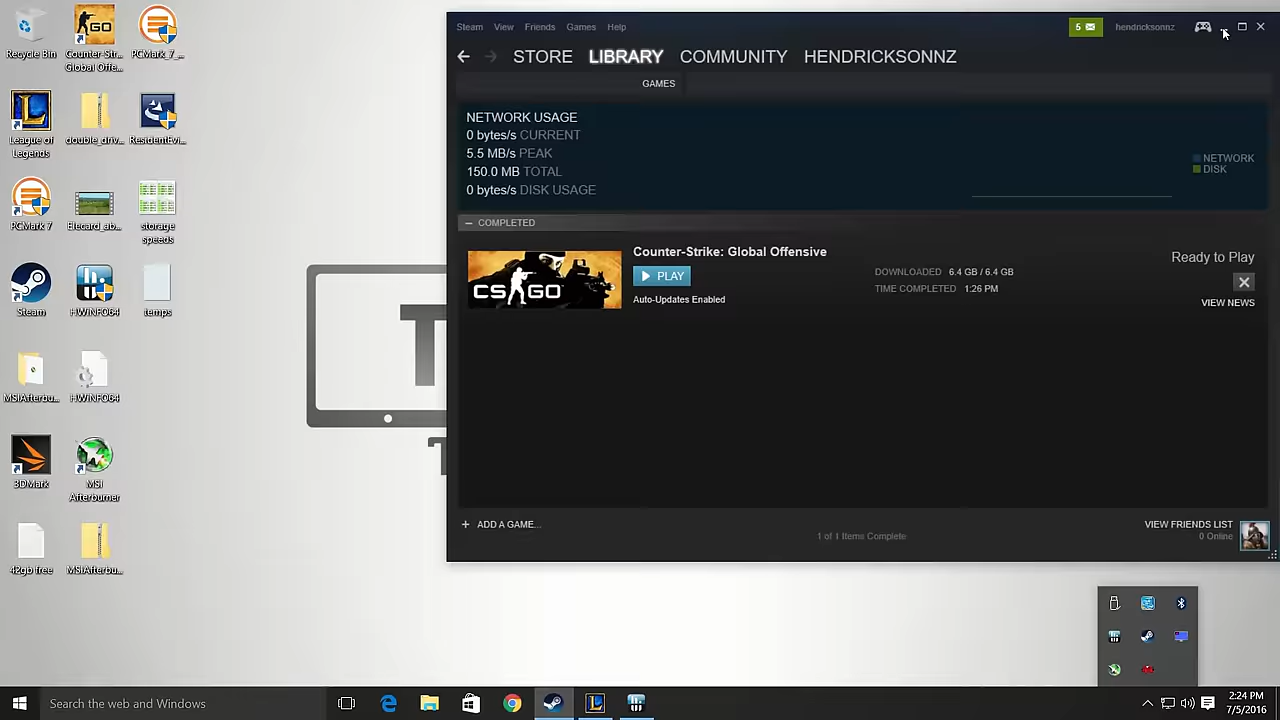 Recycle Bin
Counter-Str...
Global Offe...
PCMark_7_...
League of
Legends
double_driv...
ResidentEvi...
PCMark 7
Elecard_ab...
storage
speeds
Steam
HWiNFO64
temps
MSIAfterbu...
HWiNFO64
3DMark
MSI
Afterburner
42gb free
MSIAfterbu...
Steam View Friends Games Help
5
hendricksonnz
STORE LIBRARY COMMUNITY HENDRICKSONNZ
GAMES
NETWORK USAGE
0 bytes/s CURRENT
5.5 MB/s PEAK
150.0 MB TOTAL
0 bytes/s DISK USAGE
NETWORK
DISK
COMPLETED
CS GO
Counter-Strike: Global Offensive
PLAY
Auto-Updates Enabled
DOWNLOADED 6.4 GB / 6.4 GB
TIME COMPLETED 1:26 PM
Ready to Play
VIEW NEWS
+ ADD A GAME...
1 of 1 Items Complete
VIEW FRIENDS LIST
0 Online
Search the web and Windows
2:24 PM
7/5/2016